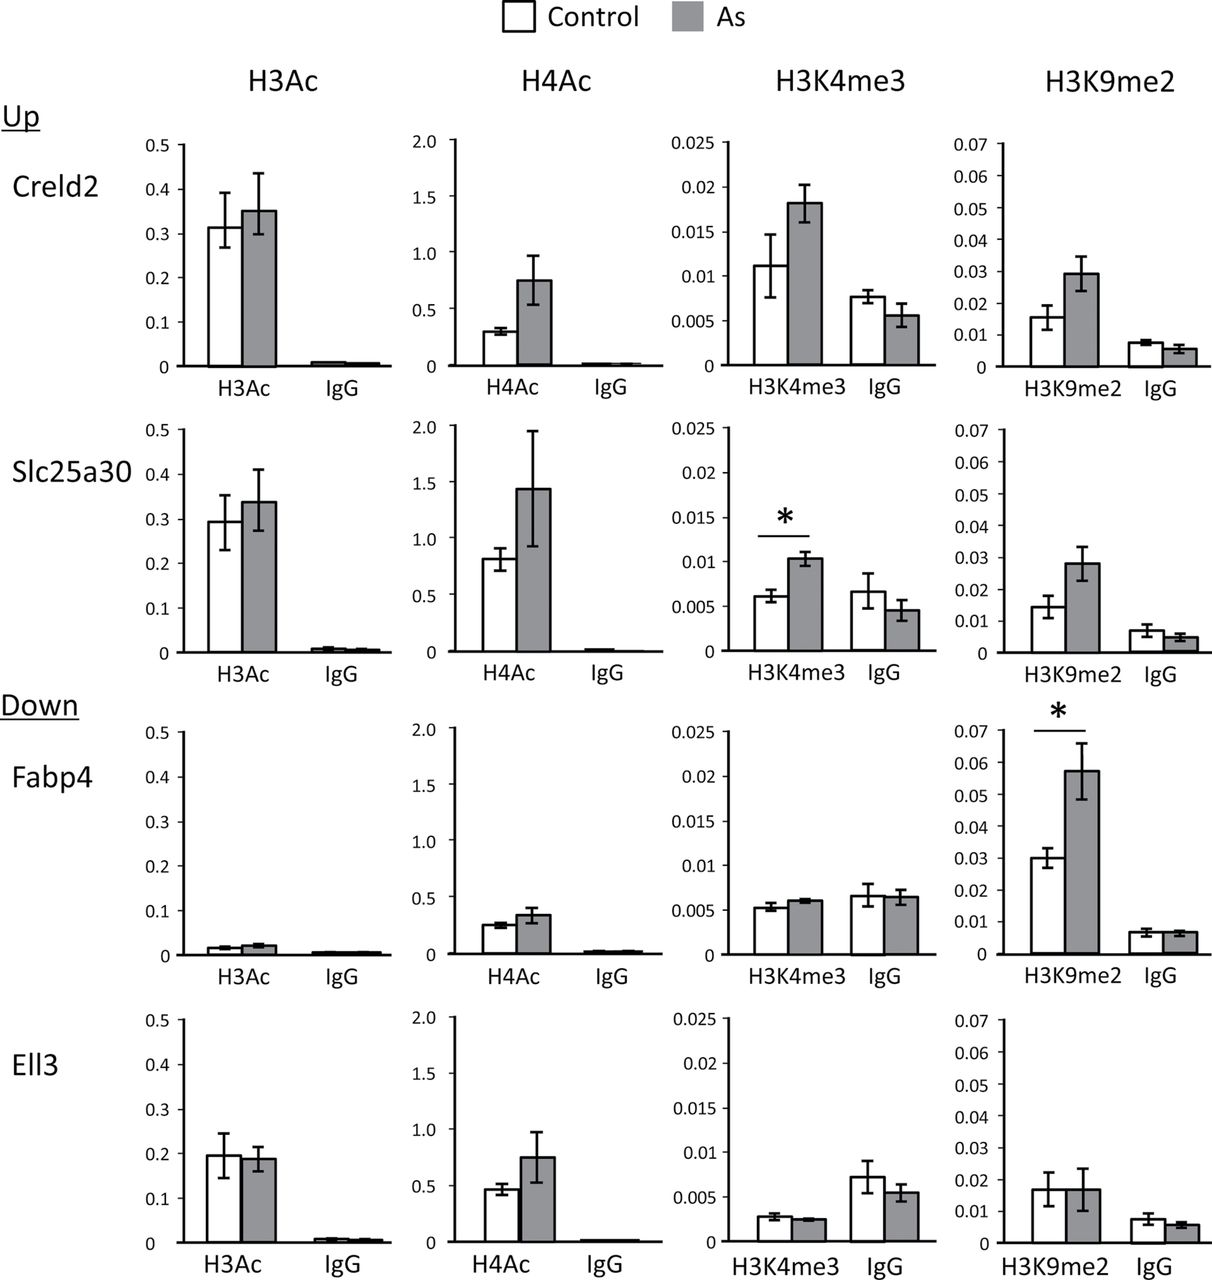 Control As
H3Ac H4Ac H3K4me3 H3K9me2
Up
Creld2
0.5 0.4 0.3 0.2 0.1 0
H3Ac IgG
2.0 1.5 1.0 0.5 0
H4Ac IgG
0.025 0.02 0.015 0.01 0.005 0
H3K4me3 IgG
0.07 0.06 0.05 0.04 0.03 0.02 0.01 0
H3K9me2 IgG
Slc25a30
0.5 0.4 0.3 0.2 0.1 0
H3Ac IgG
2.0 1.5 1.0 0.5 0
H4Ac IgG
0.025 0.02 0.015 0.01 0.005 0
*
H3K4me3 IgG
0.07 0.06 0.05 0.04 0.03 0.02 0.01 0
H3K9me2 IgG
Down
Fabp4
0.5 0.4 0.3 0.2 0.1 0
H3Ac IgG
2.0 1.5 1.0 0.5 0
H4Ac IgG
0.025 0.02 0.015 0.01 0.005 0
H3K4me3 IgG
*
0.07 0.06 0.05 0.04 0.03 0.02 0.01 0
H3K9me2 IgG
Ell3
0.5 0.4 0.3 0.2 0.1 0
H3Ac IgG
2.0 1.5 1.0 0.5 0
H4Ac IgG
0.025 0.02 0.015 0.01 0.005 0
H3K4me3 IgG
0.07 0.06 0.05 0.04 0.03 0.02 0.01 0
H3K9me2 IgG